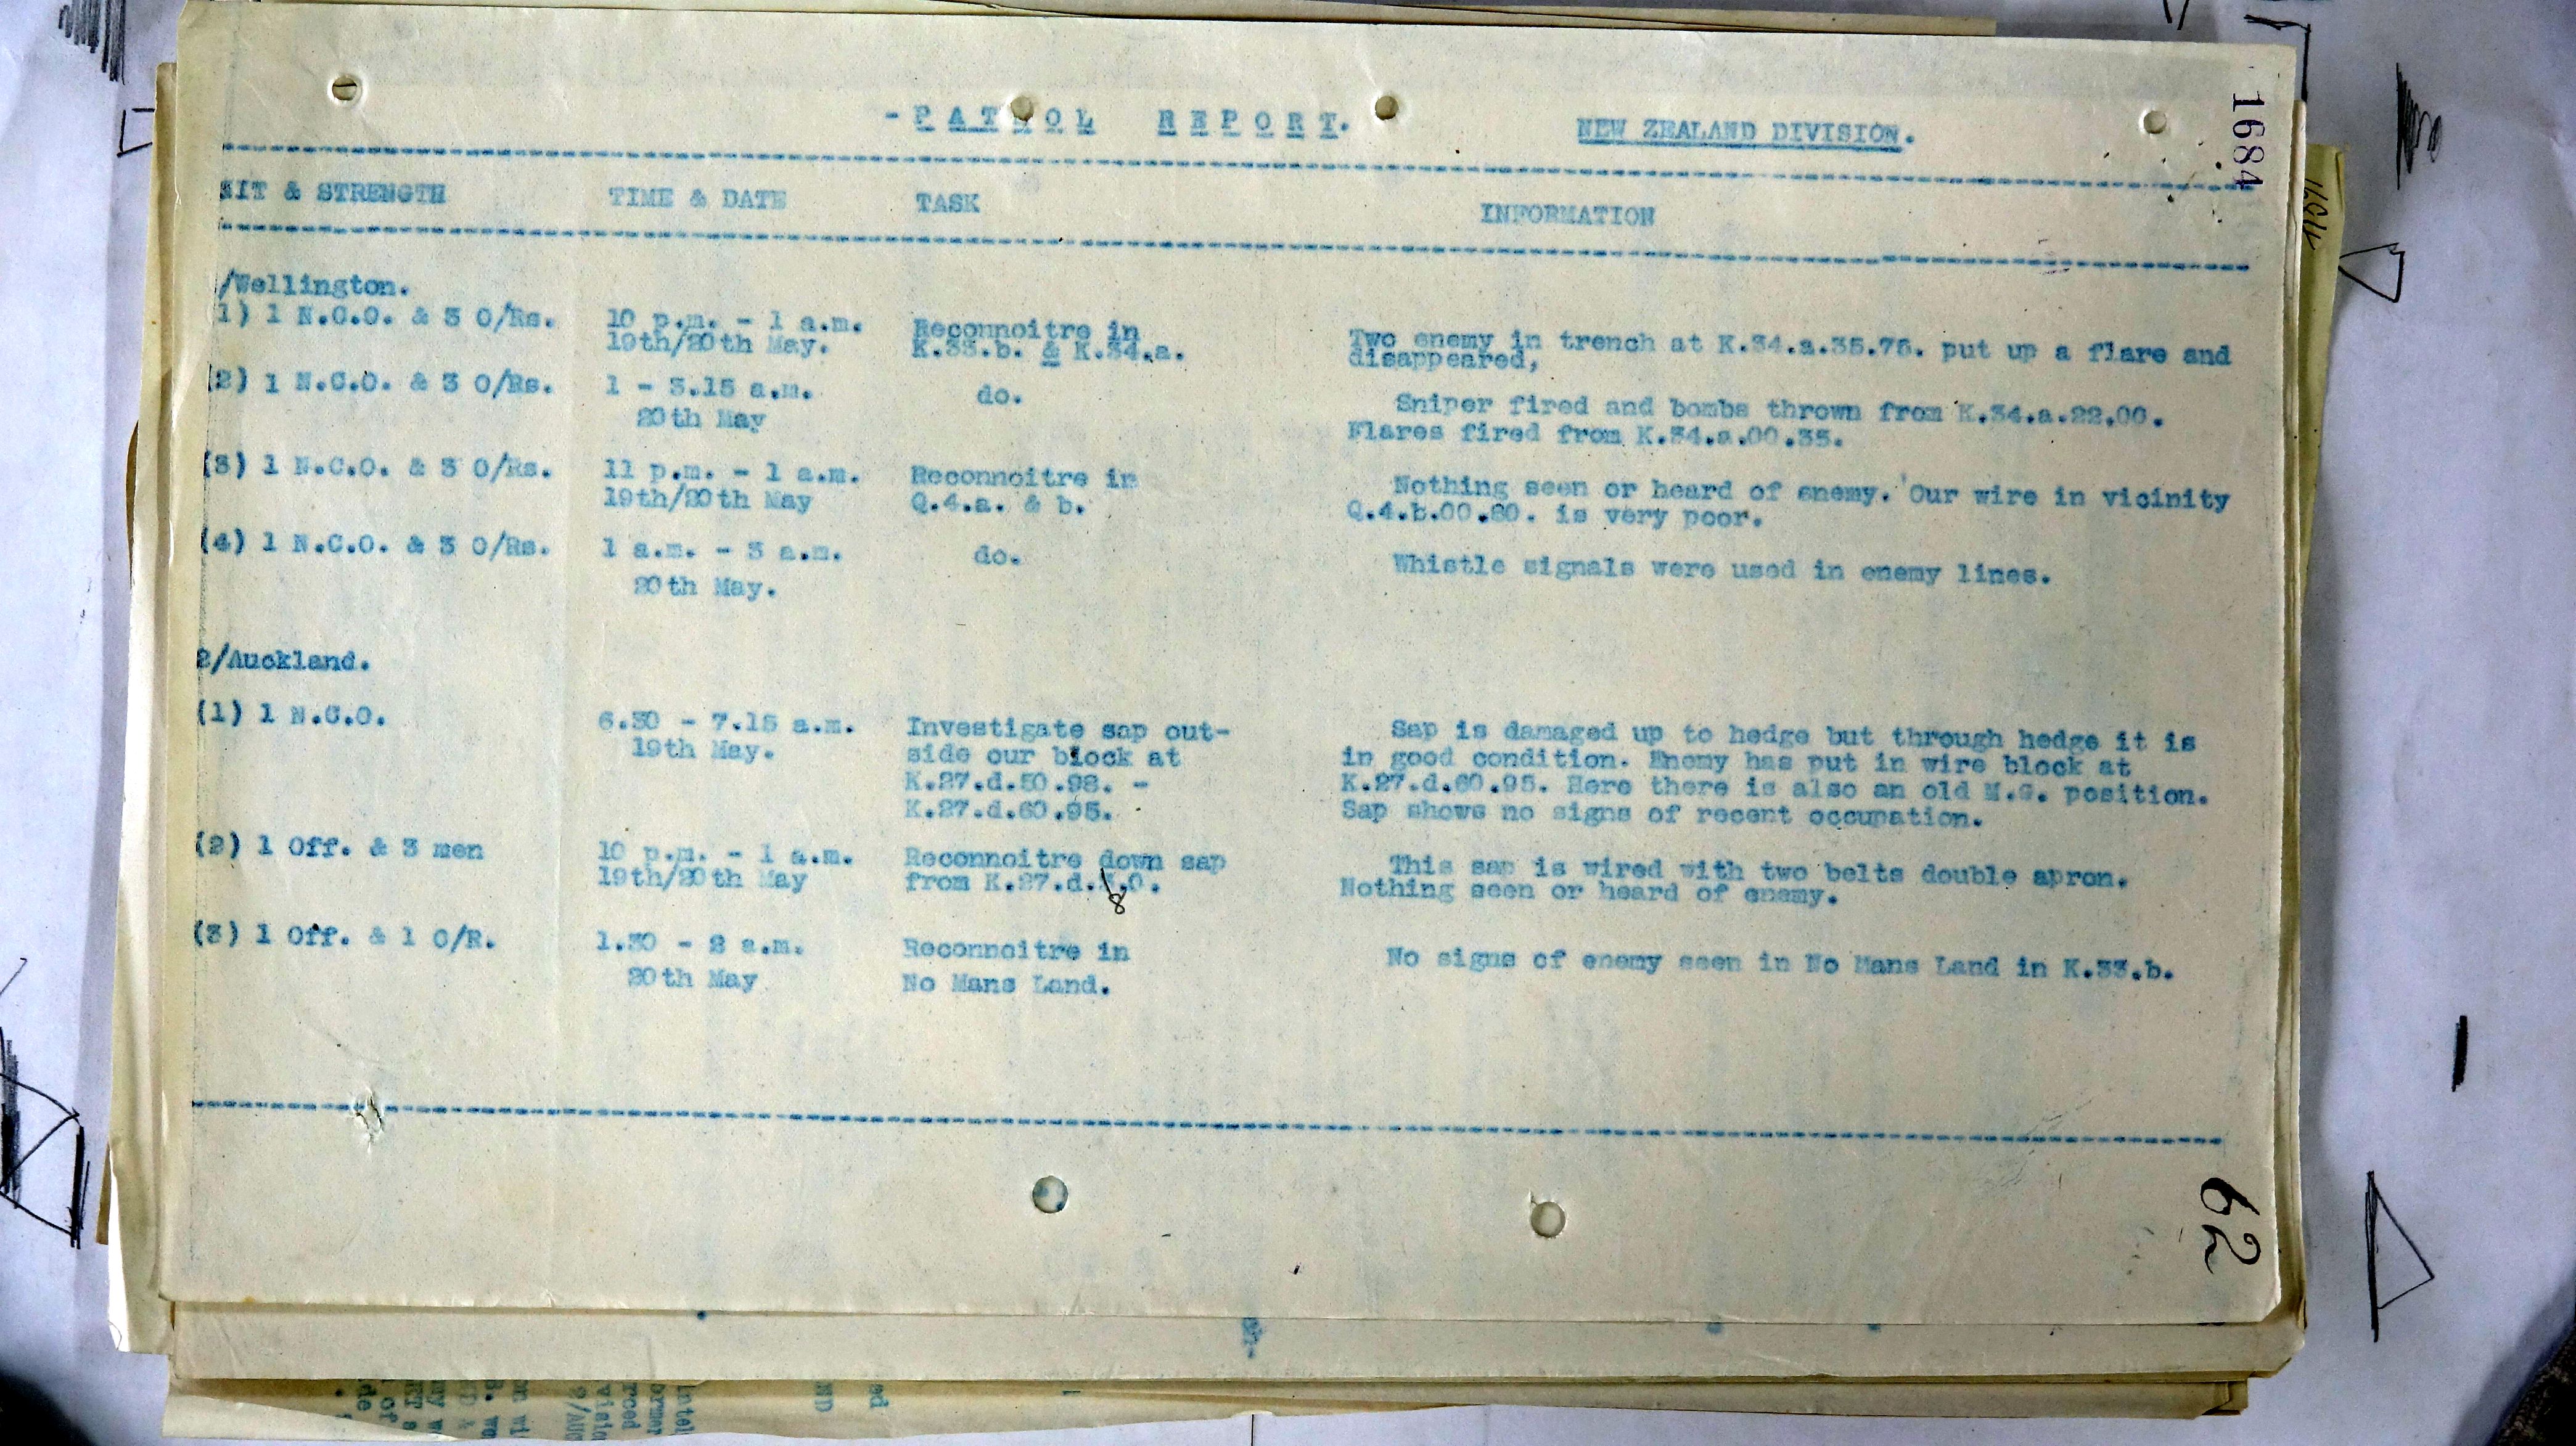 - P A T R O L   R E P O R T.
NEW ZEALAND DIVISION.
1684
NIT & STRENGTH   TIME & DATE   TASK   INFORMATION
/Wellington.
1) 1 N.C.O. & 3 O/Rs.   10 p.m. - 1 a.m.   Reconnoitre in   Two enemy in trench at K.34.a.35.75. put up a flare and
19th/20th May.   K.33.b. & K.34.a.   disappeared,
(2) 1 N.C.O. & 3 O/Rs.   1 - 3.15 a.m.   do.   Sniper fired and bombs thrown from K.34.a.22.00.
20th May   Flares fired from K.34.a.00.35.
(3) 1 N.C.O. & 3 O/Rs.   11 p.m. - 1 a.m.   Reconnoitre in   Nothing seen or heard of enemy. Our wire in vicinity
19th/20th May   Q.4.a. & b.   Q.4.b.00.80. is very poor.
(4) 1 N.C.O. & 3 O/Rs.   1 a.m. - 3 a.m.   do.   Whistle signals were used in enemy lines.
20th May.
2/Auckland.
(1) 1 N.C.O.   6.30 - 7.15 a.m.   Investigate sap out-   Sap is damaged up to hedge but through hedge it is
19th May.   side our block at   in good condition. Enemy has put in wire block at
K.27.d.50.98. -   K.27.d.60.95. Here there is also an old M.G. position.
K.27.d.60.95.   Sap shows no signs of recent occupation.
(2) 1 Off. & 3 men   10 p.m. - 1 a.m.   Reconnoitre down sap   This sap is wired with two belts double apron.
19th/20th May   from K.27.d.3.0.   Nothing seen or heard of enemy.
8
(3) 1 Off. & 1 O/R.   1.30 - 2 a.m.   Reconnoitre in   No signs of enemy seen in No Mans Land in K.33.b.
20th May   No Mans Land.
62